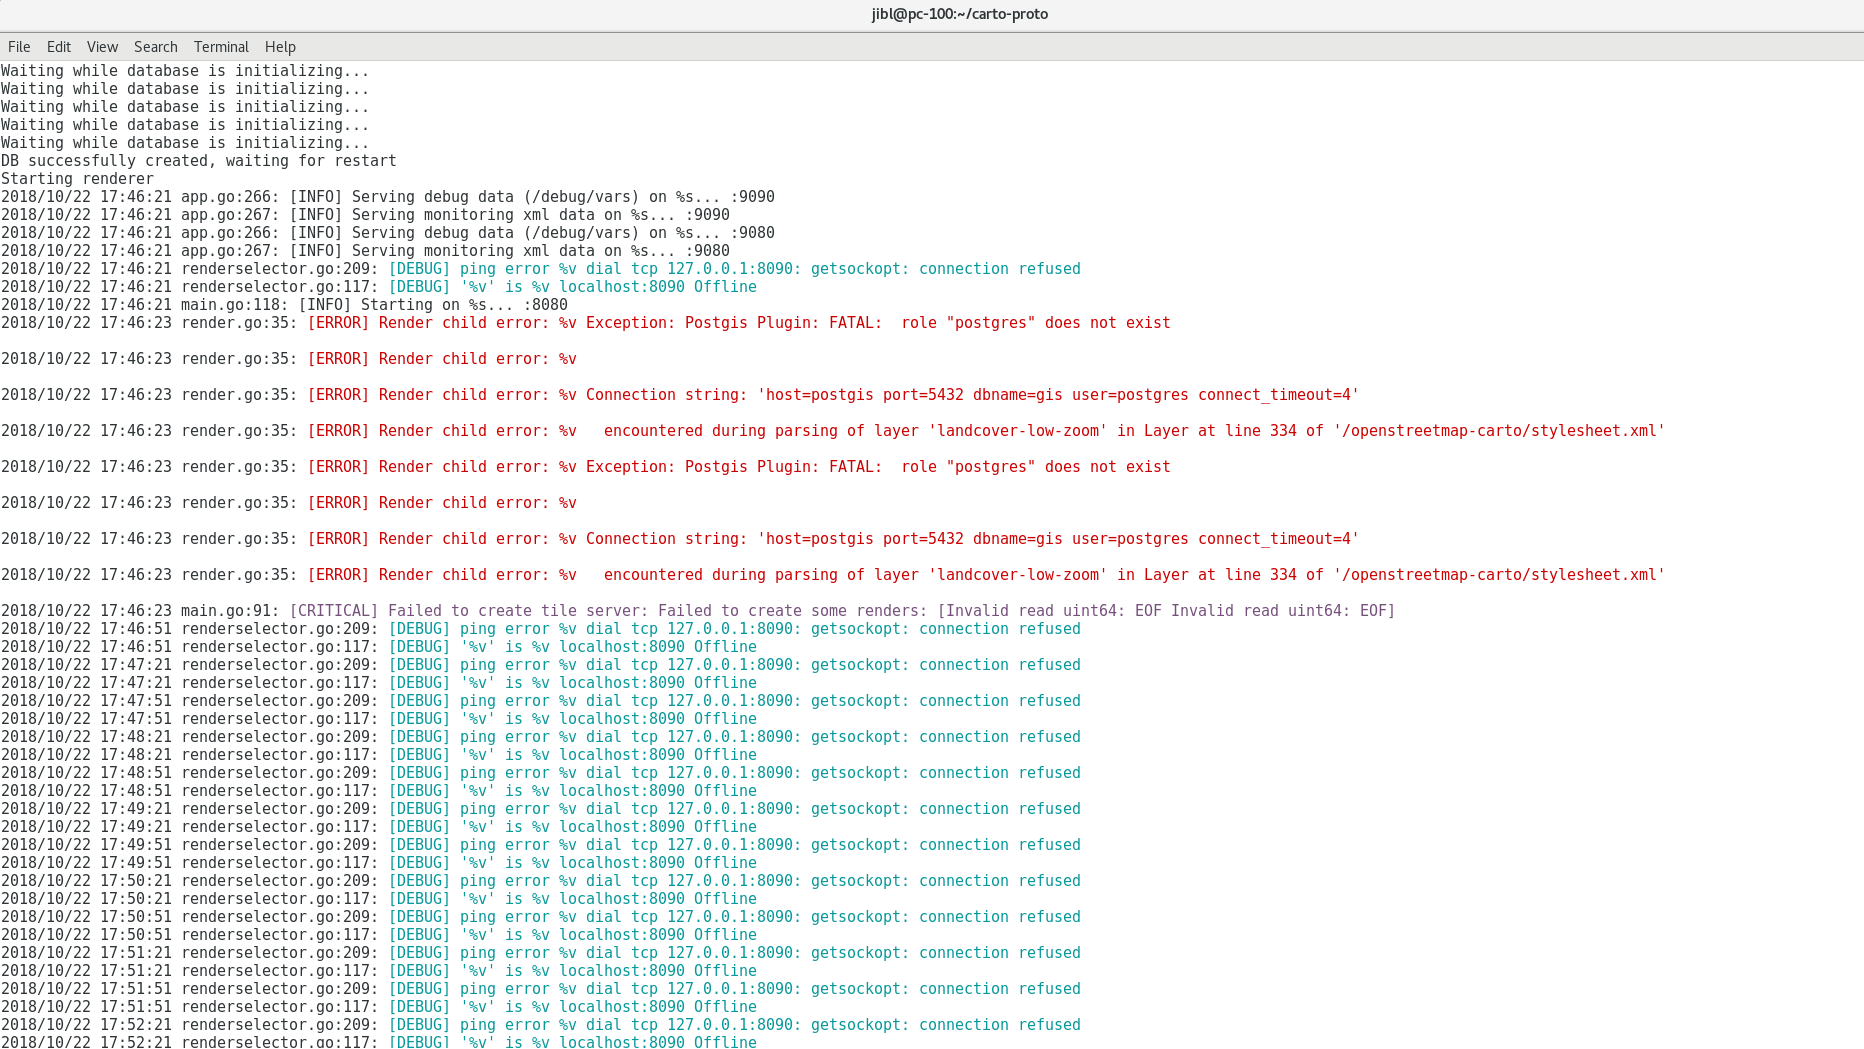 jibl@pc-100:~/carto-proto
File Edit View Search Terminal Help
Waiting while database is initializing...
Waiting while database is initializing...
Waiting while database is initializing...
Waiting while database is initializing...
Waiting while database is initializing...
DB successfully created, waiting for restart
Starting renderer
2018/10/22 17:46:21 app.go:266: [INFO] Serving debug data (/debug/vars) on %s... :9090
2018/10/22 17:46:21 app.go:267: [INFO] Serving monitoring xml data on %s... :9090
2018/10/22 17:46:21 app.go:266: [INFO] Serving debug data (/debug/vars) on %s... :9080
2018/10/22 17:46:21 app.go:267: [INFO] Serving monitoring xml data on %s... :9080
2018/10/22 17:46:21 renderselector.go:209: [DEBUG] ping error %v dial tcp 127.0.0.1:8090: getsockopt: connection refused
2018/10/22 17:46:21 renderselector.go:117: [DEBUG] '%v' is %v localhost:8090 Offline
2018/10/22 17:46:21 main.go:118: [INFO] Starting on %s... :8080
2018/10/22 17:46:23 render.go:35: [ERROR] Render child error: %v Exception: Postgis Plugin: FATAL:  role "postgres" does not exist
2018/10/22 17:46:23 render.go:35: [ERROR] Render child error: %v
2018/10/22 17:46:23 render.go:35: [ERROR] Render child error: %v Connection string: 'host=postgis port=5432 dbname=gis user=postgres connect_timeout=4'
2018/10/22 17:46:23 render.go:35: [ERROR] Render child error: %v   encountered during parsing of layer 'landcover-low-zoom' in Layer at line 334 of '/openstreetmap-carto/stylesheet.xml'
2018/10/22 17:46:23 render.go:35: [ERROR] Render child error: %v Exception: Postgis Plugin: FATAL:  role "postgres" does not exist
2018/10/22 17:46:23 render.go:35: [ERROR] Render child error: %v
2018/10/22 17:46:23 render.go:35: [ERROR] Render child error: %v Connection string: 'host=postgis port=5432 dbname=gis user=postgres connect_timeout=4'
2018/10/22 17:46:23 render.go:35: [ERROR] Render child error: %v   encountered during parsing of layer 'landcover-low-zoom' in Layer at line 334 of '/openstreetmap-carto/stylesheet.xml'
2018/10/22 17:46:23 main.go:91: [CRITICAL] Failed to create tile server: Failed to create some renders: [Invalid read uint64: EOF Invalid read uint64: EOF]
2018/10/22 17:46:51 renderselector.go:209: [DEBUG] ping error %v dial tcp 127.0.0.1:8090: getsockopt: connection refused
2018/10/22 17:46:51 renderselector.go:117: [DEBUG] '%v' is %v localhost:8090 Offline
2018/10/22 17:47:21 renderselector.go:209: [DEBUG] ping error %v dial tcp 127.0.0.1:8090: getsockopt: connection refused
2018/10/22 17:47:21 renderselector.go:117: [DEBUG] '%v' is %v localhost:8090 Offline
2018/10/22 17:47:51 renderselector.go:209: [DEBUG] ping error %v dial tcp 127.0.0.1:8090: getsockopt: connection refused
2018/10/22 17:47:51 renderselector.go:117: [DEBUG] '%v' is %v localhost:8090 Offline
2018/10/22 17:48:21 renderselector.go:209: [DEBUG] ping error %v dial tcp 127.0.0.1:8090: getsockopt: connection refused
2018/10/22 17:48:21 renderselector.go:117: [DEBUG] '%v' is %v localhost:8090 Offline
2018/10/22 17:48:51 renderselector.go:209: [DEBUG] ping error %v dial tcp 127.0.0.1:8090: getsockopt: connection refused
2018/10/22 17:48:51 renderselector.go:117: [DEBUG] '%v' is %v localhost:8090 Offline
2018/10/22 17:49:21 renderselector.go:209: [DEBUG] ping error %v dial tcp 127.0.0.1:8090: getsockopt: connection refused
2018/10/22 17:49:21 renderselector.go:117: [DEBUG] '%v' is %v localhost:8090 Offline
2018/10/22 17:49:51 renderselector.go:209: [DEBUG] ping error %v dial tcp 127.0.0.1:8090: getsockopt: connection refused
2018/10/22 17:49:51 renderselector.go:117: [DEBUG] '%v' is %v localhost:8090 Offline
2018/10/22 17:50:21 renderselector.go:209: [DEBUG] ping error %v dial tcp 127.0.0.1:8090: getsockopt: connection refused
2018/10/22 17:50:21 renderselector.go:117: [DEBUG] '%v' is %v localhost:8090 Offline
2018/10/22 17:50:51 renderselector.go:209: [DEBUG] ping error %v dial tcp 127.0.0.1:8090: getsockopt: connection refused
2018/10/22 17:50:51 renderselector.go:117: [DEBUG] '%v' is %v localhost:8090 Offline
2018/10/22 17:51:21 renderselector.go:209: [DEBUG] ping error %v dial tcp 127.0.0.1:8090: getsockopt: connection refused
2018/10/22 17:51:21 renderselector.go:117: [DEBUG] '%v' is %v localhost:8090 Offline
2018/10/22 17:51:51 renderselector.go:209: [DEBUG] ping error %v dial tcp 127.0.0.1:8090: getsockopt: connection refused
2018/10/22 17:51:51 renderselector.go:117: [DEBUG] '%v' is %v localhost:8090 Offline
2018/10/22 17:52:21 renderselector.go:209: [DEBUG] ping error %v dial tcp 127.0.0.1:8090: getsockopt: connection refused
2018/10/22 17:52:21 renderselector.go:117: [DEBUG] '%v' is %v localhost:8090 Offline